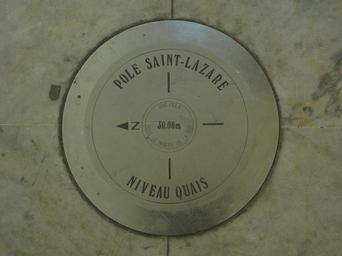 POLE SAINT-LAZARE
N
30.00m
NIVEAU QUAIS